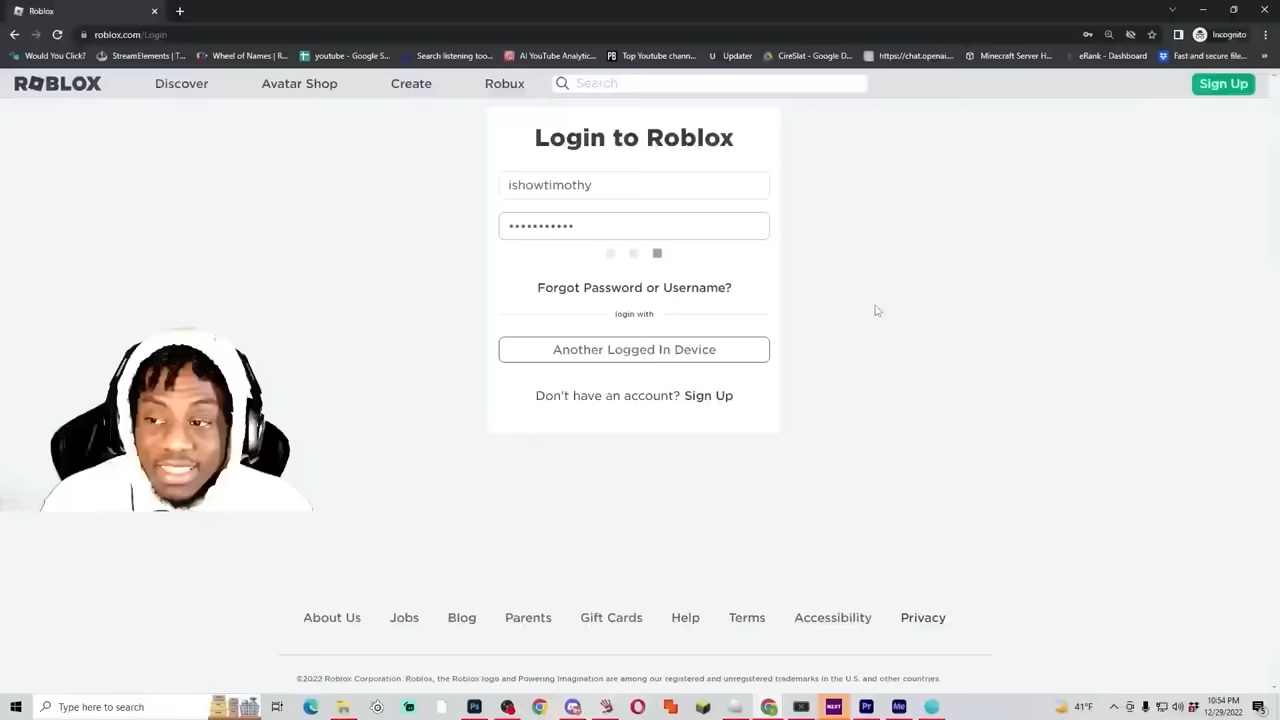 Roblox
roblox.com/Login
Incognito
Would You Click?
StreamElements - T...
Wheel of Names | R...
youtube - Google S...
Search listening too...
AI YouTube Analytic...
PB Top Youtube chann...
U Updater
CireSlat - Google D...
https://chat.openai...
Minecraft Server H...
eRank - Dashboard
Fast and secure file...
ROBLOX
Discover
Avatar Shop
Create
Robux
Search
Sign Up
Login to Roblox
ishowtimothy
•••••••••••
Forgot Password or Username?
login with
Another Logged In Device
Don't have an account? Sign Up
About Us
Jobs
Blog
Parents
Gift Cards
Help
Terms
Accessibility
Privacy
©2022 Roblox Corporation. Roblox, the Roblox logo and Powering Imagination are among our registered and unregistered trademarks in the U.S. and other countries.
Type here to search
Ps
NEXT
Pr
Me
41°F
10:54 PM
12/29/2022